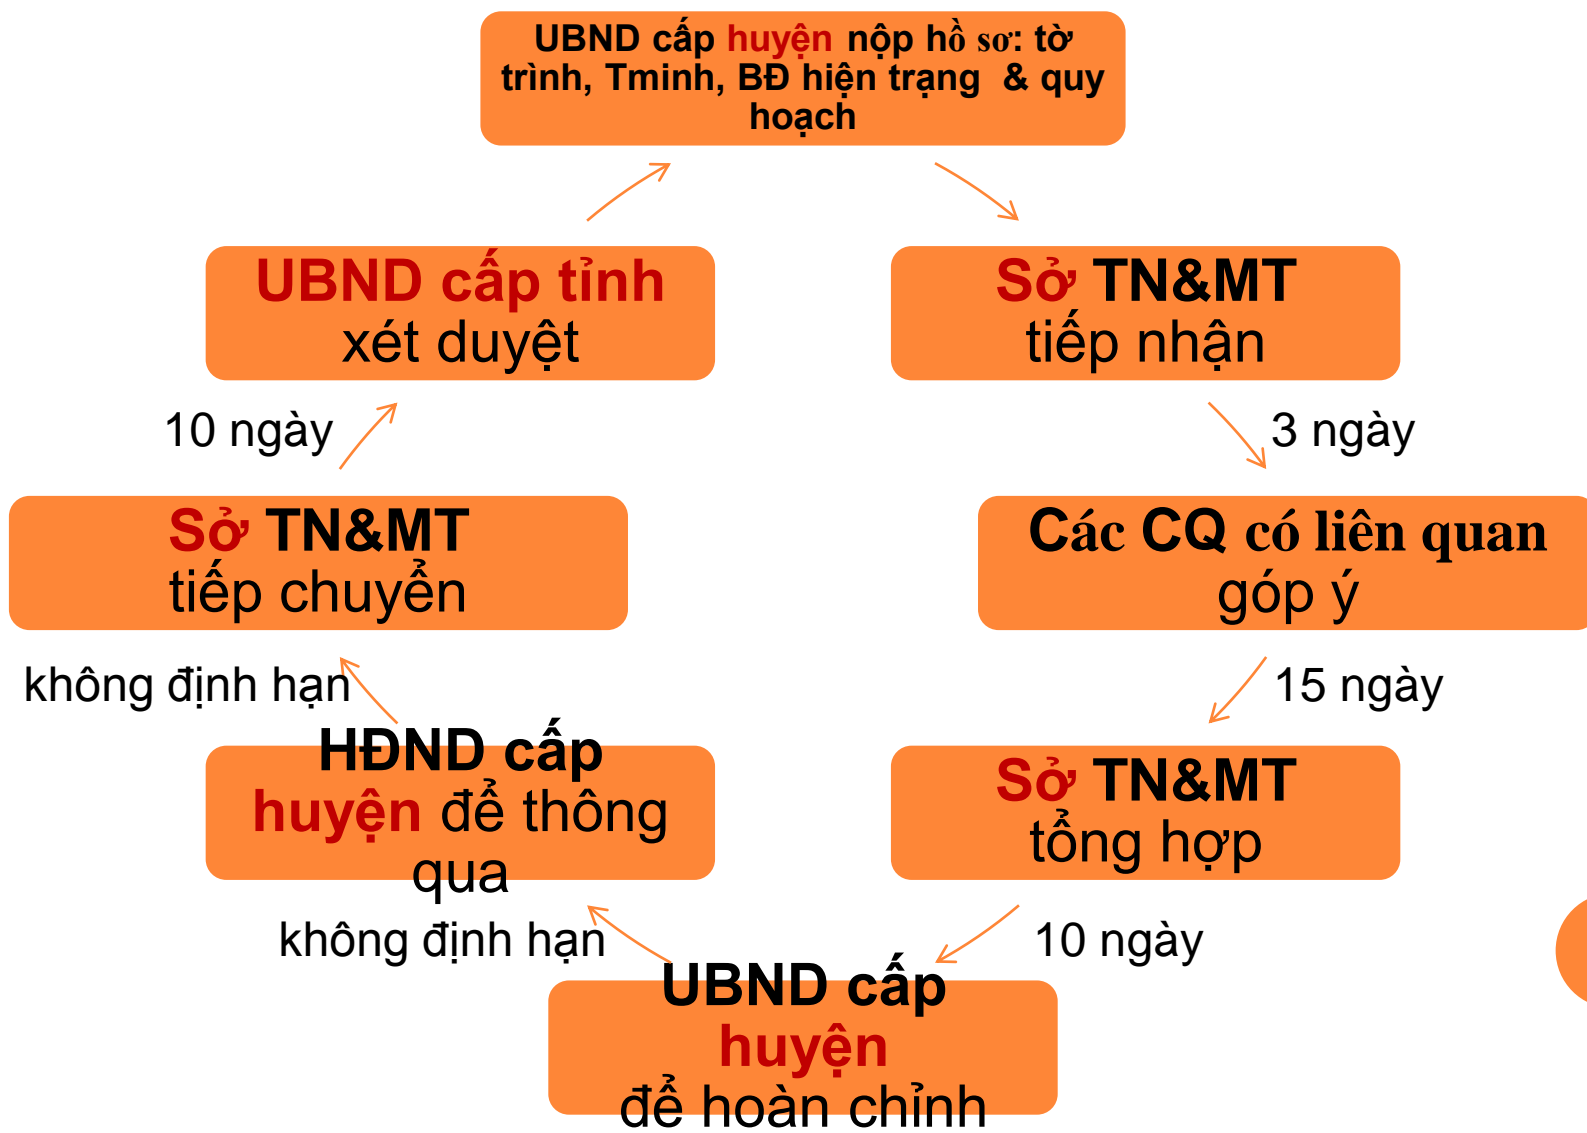 UBND cấp huyện nộp hồ sơ: tờ
trình, Tminh, BĐ hiện trạng & quy
hoạch
Sở TN&MT
tiếp nhận
3 ngày
Các CQ có liên quan
góp ý
15 ngày
Sở TN&MT
tổng hợp
10 ngày
UBND cấp
huyện
để hoàn chỉnh
không định hạn
HĐND cấp
huyện để thông
qua
không định hạn
Sở TN&MT
tiếp chuyển
10 ngày
UBND cấp tỉnh
xét duyệt